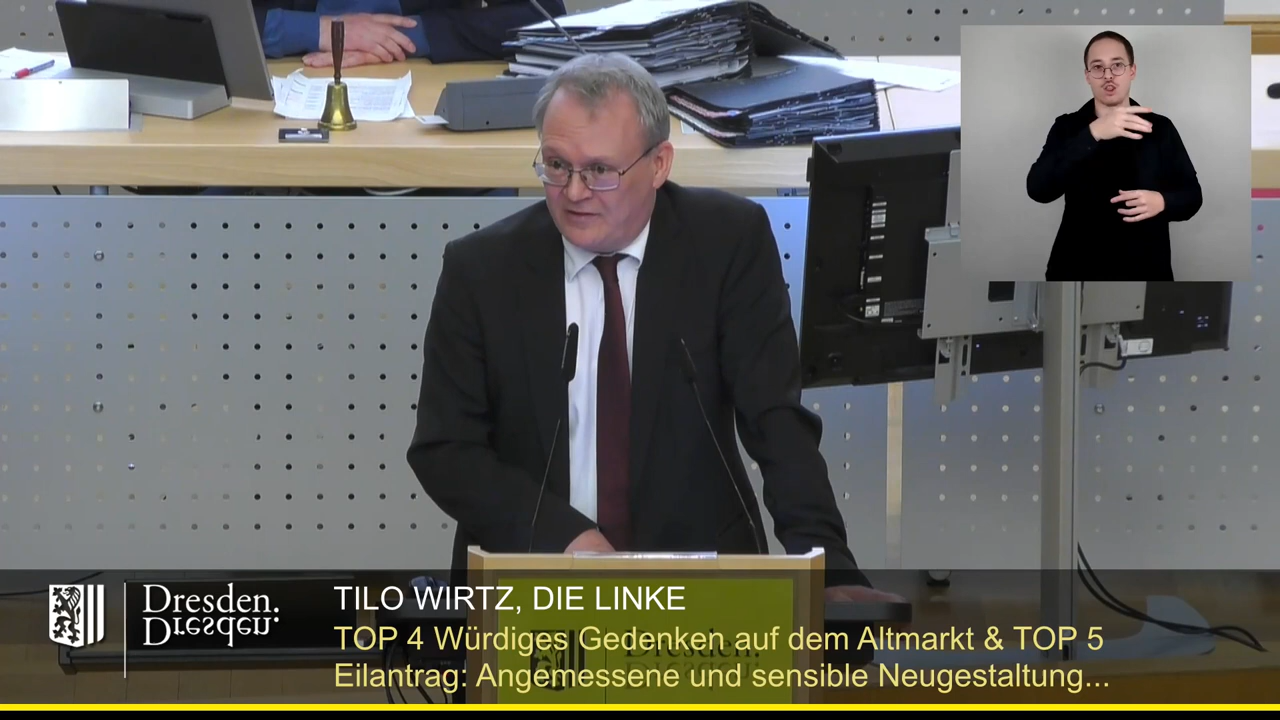 Dresden.
Dresden.
TILO WIRTZ, DIE LINKE
TOP 4 Würdiges Gedenken auf dem Altmarkt & TOP 5
Eilantrag: Angemessene und sensible Neugestaltung...